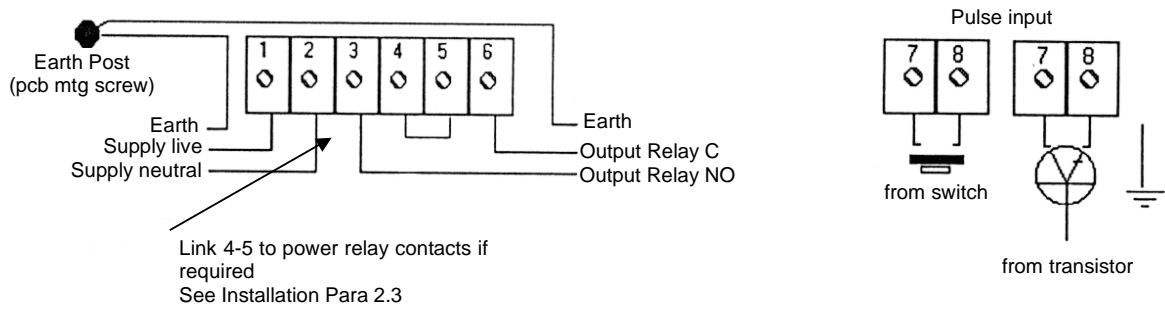 Earth Post
(pcb mtg screw)
1 2 3 4 5 6
Earth
Supply live
Supply neutral
Earth
Output Relay C
Output Relay NO
Link 4-5 to power relay contacts if
required
See Installation Para 2.3
Pulse input
7 8 7 8
from switch
from transistor